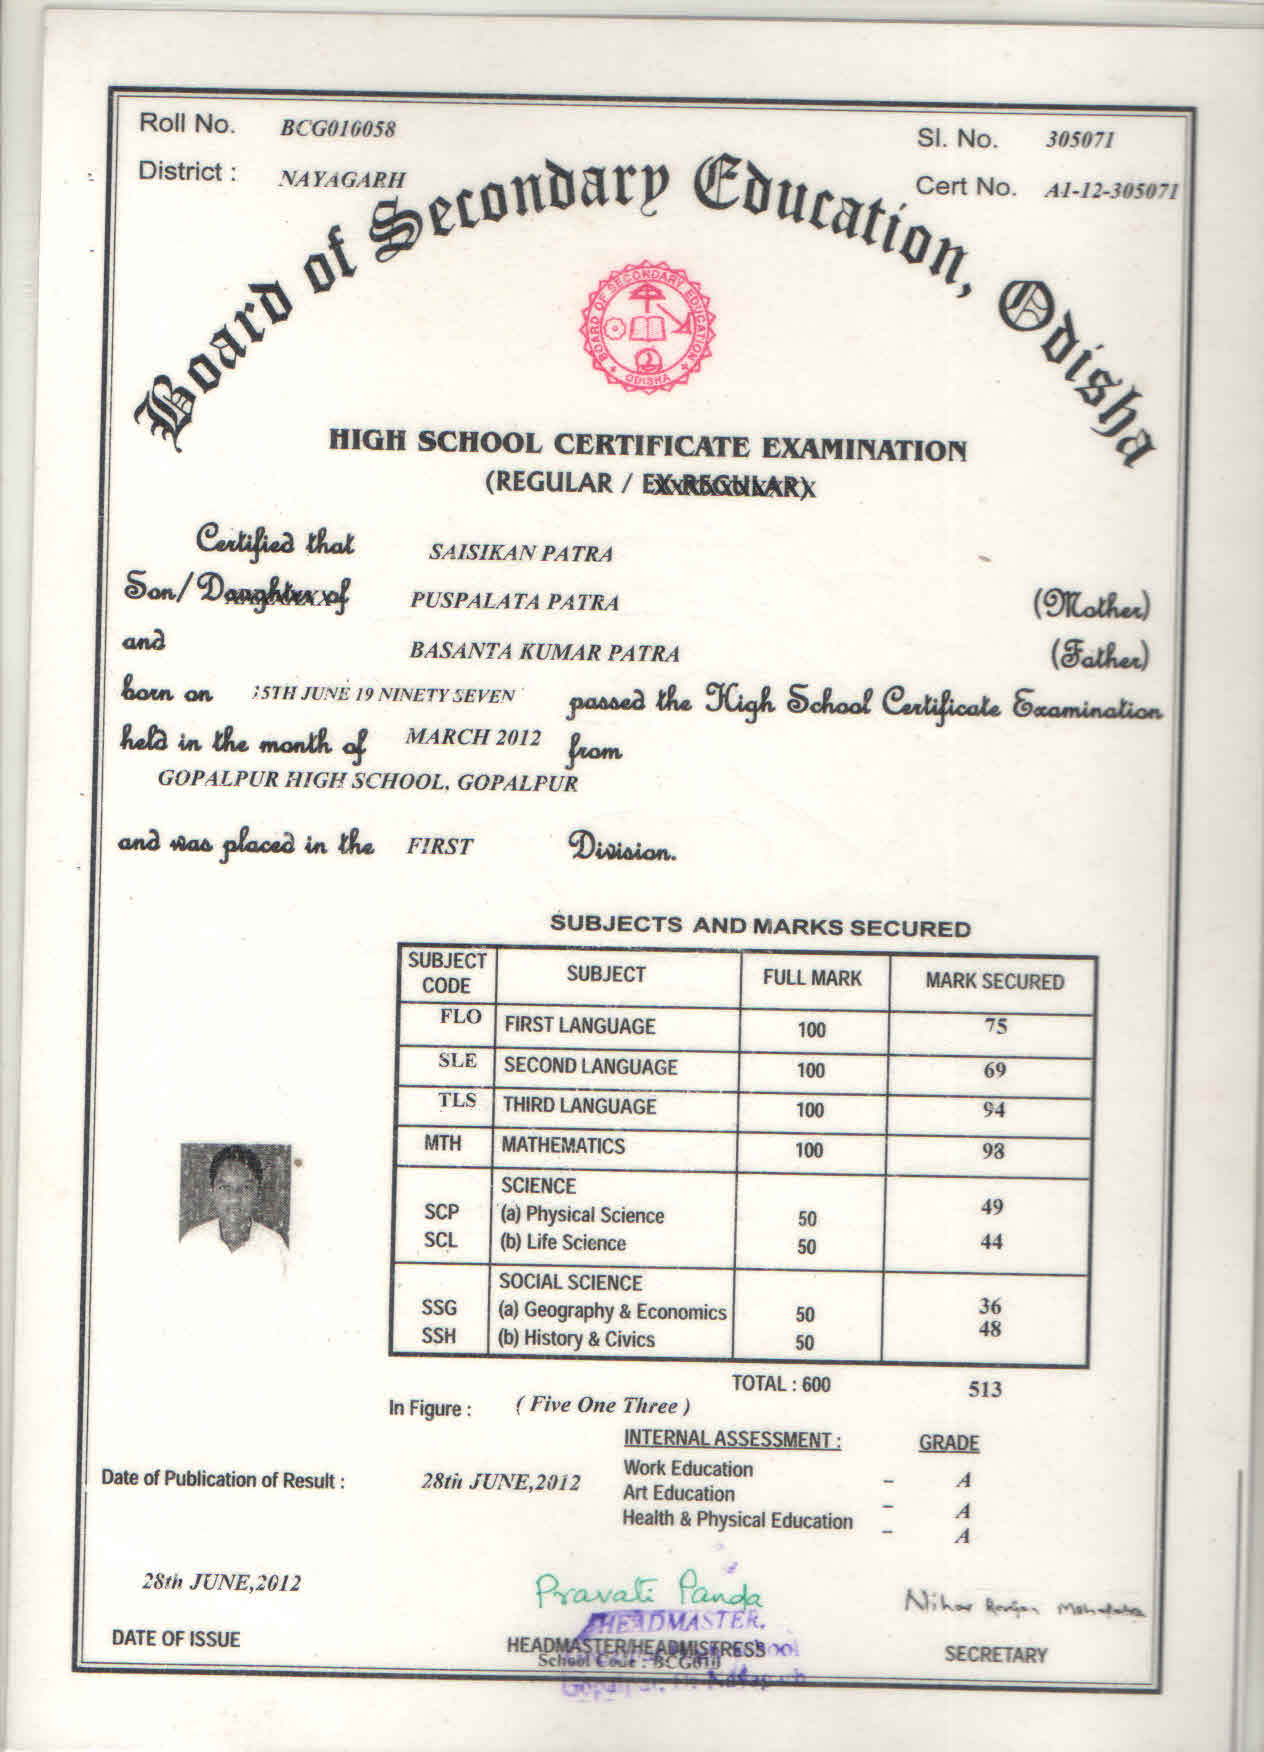 Roll No. BCG010058
Sl. No. 305071
District : NAYAGARH
Cert No. A1-12-305071
Board of Secondary Education, Odisha
BOARD OF SECONDARY EDUCATION
ODISHA
HIGH SCHOOL CERTIFICATE EXAMINATION
(REGULAR / EX-REGULAR)
Certified that SAISIKAN PATRA
Son/Daughter of PUSPALATA PATRA (Mother)
and BASANTA KUMAR PATRA (Father)
born on 15TH JUNE 19 NINETY SEVEN passed the High School Certificate Examination
held in the month of MARCH 2012 from
GOPALPUR HIGH SCHOOL, GOPALPUR
and was placed in the FIRST Division.
SUBJECTS AND MARKS SECURED
SUBJECT CODE SUBJECT FULL MARK MARK SECURED
FLO FIRST LANGUAGE 100 75
SLE SECOND LANGUAGE 100 69
TLS THIRD LANGUAGE 100 94
MTH MATHEMATICS 100 98
SCIENCE
SCP (a) Physical Science 50 49
SCL (b) Life Science 50 44
SOCIAL SCIENCE
SSG (a) Geography & Economics 50 36
SSH (b) History & Civics 50 48
TOTAL : 600 513
In Figure : ( Five One Three )
INTERNAL ASSESSMENT : GRADE
Work Education - A
Art Education - A
Health & Physical Education - A
Date of Publication of Result : 28th JUNE,2012
28th JUNE,2012
Pravati Panda
Nihar Ranjan Mohapatra
HEADMASTER.
DATE OF ISSUE
HEADMASTER/HEADMISTRESS
SECRETARY
School Code : BCG010